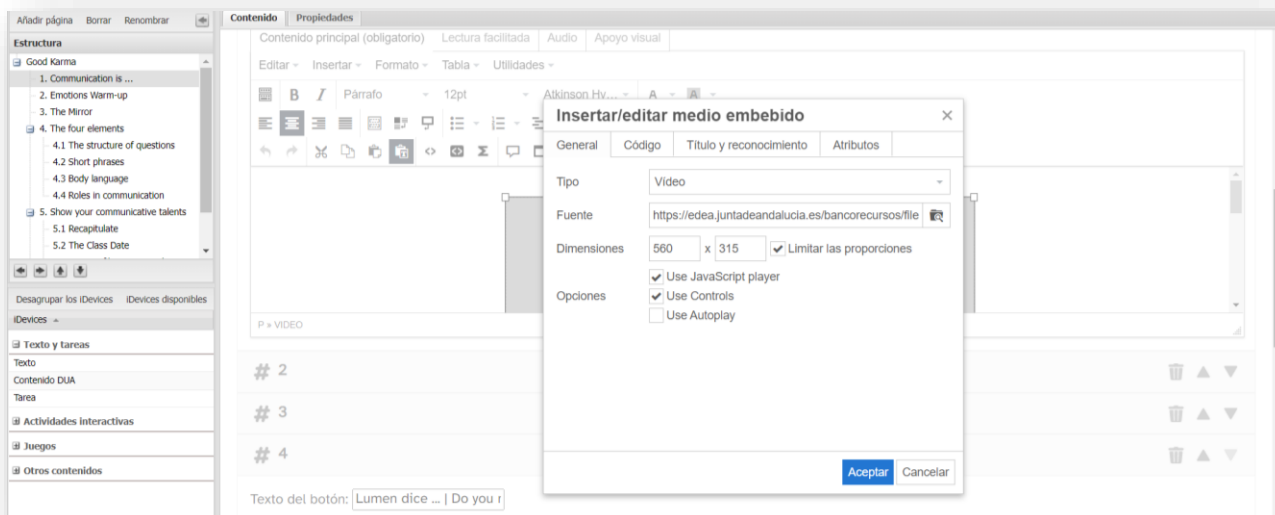 Añadir página Borrar Renombrar
Estructura
Good Karma
1. Communication is ...
2. Emotions Warm-up
3. The Mirror
4. The four elements
4.1 The structure of questions
4.2 Short phrases
4.3 Body language
4.4 Roles in communication
5. Show your communicative talents
5.1 Recapitulate
5.2 The Class Date
Desagrupar los iDevices iDevices disponibles
iDevices
Texto y tareas
Texto
Contenido DUA
Tarea
Actividades interactivas
Juegos
Otros contenidos
Contenido Propiedades
Contenido principal (obligatorio) Lectura facilitada Audio Apoyo visual
Editar Insertar Formato Tabla Utilidades
B I Párrafo 12pt Atkinson Hy... A A
P » VIDEO
# 2
# 3
# 4
Texto del botón: Lumen dice ... | Do you r
Insertar/editar medio embebido
General Código Título y reconocimiento Atributos
Tipo Vídeo
Fuente https://edea.juntadeandalucia.es/bancorecursos/file
Dimensiones 560 x 315 Limitar las proporciones
Use JavaScript player
Opciones Use Controls
Use Autoplay
Aceptar Cancelar